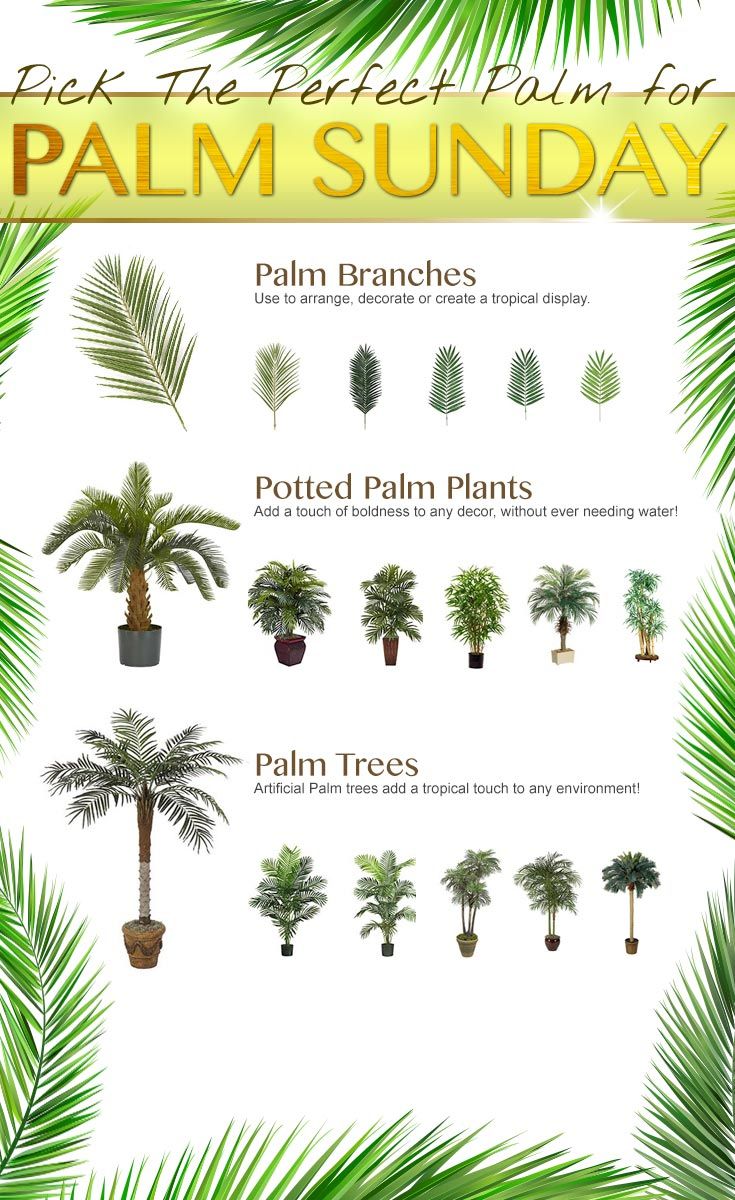 Pick The Perfect Palm for
PALM SUNDAY
Palm Branches
Use to arrange, decorate or create a tropical display.
Potted Palm Plants
Add a touch of boldness to any decor, without ever needing water!
Palm Trees
Artificial Palm trees add a tropical touch to any environment!